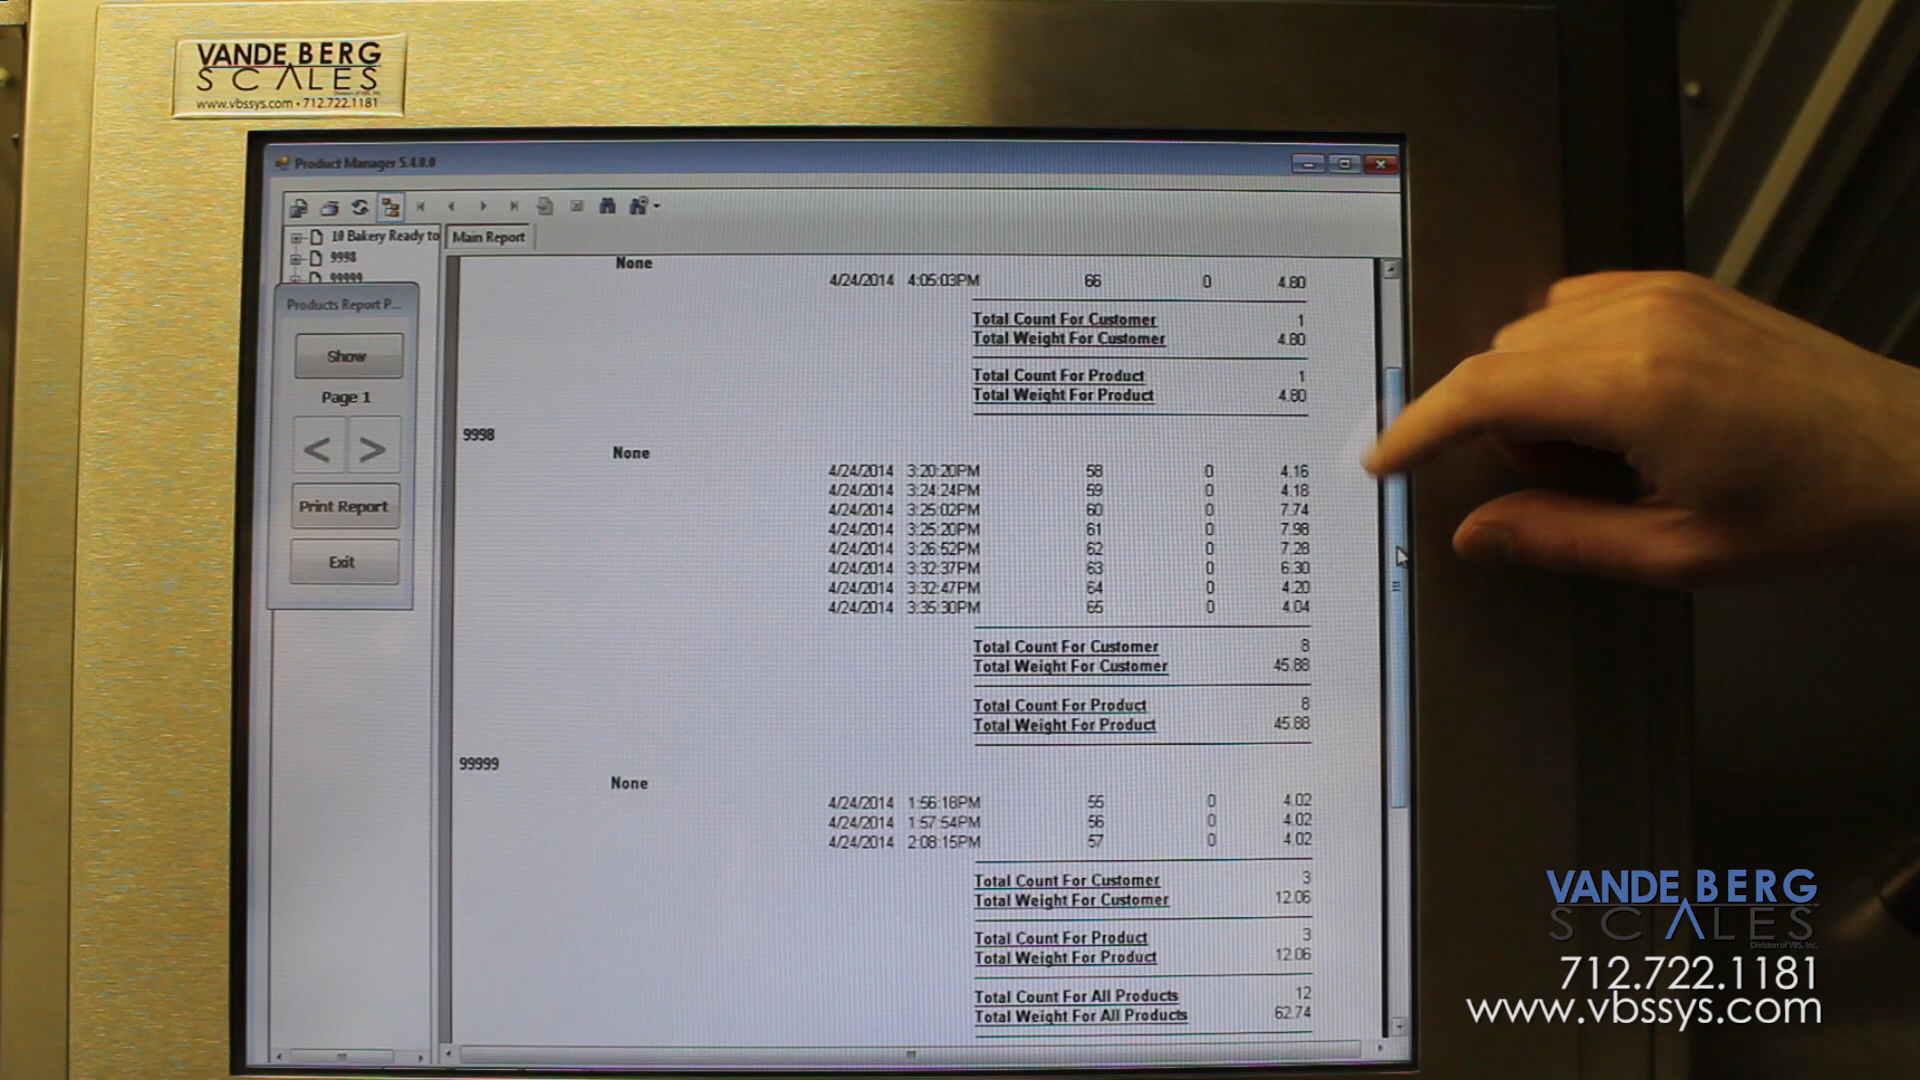 VANDE BERG
SCALES
Division of VBS, Inc.
www.vbssys.com • 712.722.1181
Product Manager 5.4.0.0
10 Bakery Ready to
9998
99999
Main Report
Products Report P...
Show
Page 1
< >
Print Report
Exit
None
4/24/2014 4:05:03PM 66 0 4.80
Total Count For Customer 1
Total Weight For Customer 4.80
Total Count For Product 1
Total Weight For Product 4.80
9998
None
4/24/2014 3:20:20PM 58 0 4.16
4/24/2014 3:24:24PM 59 0 4.18
4/24/2014 3:25:02PM 60 0 7.74
4/24/2014 3:25:20PM 61 0 7.98
4/24/2014 3:26:52PM 62 0 7.28
4/24/2014 3:32:37PM 63 0 6.30
4/24/2014 3:32:47PM 64 0 4.20
4/24/2014 3:35:30PM 65 0 4.04
Total Count For Customer 8
Total Weight For Customer 45.88
Total Count For Product 8
Total Weight For Product 45.88
99999
None
4/24/2014 1:56:18PM 55 0 4.02
4/24/2014 1:57:54PM 56 0 4.02
4/24/2014 2:08:15PM 57 0 4.02
Total Count For Customer 3
Total Weight For Customer 12.06
Total Count For Product 3
Total Weight For Product 12.06
Total Count For All Products 12
Total Weight For All Products 62.74
VANDE BERG
SCALES
Division of VBS, Inc.
712.722.1181
www.vbssys.com